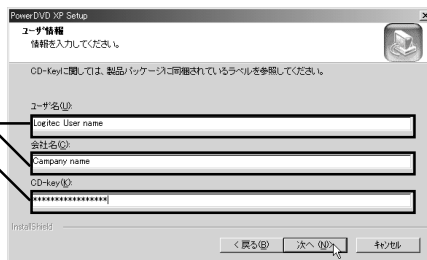 PowerDVD XP Setup
ユーザ情報
情報を入力してください。
CD-Keyに関しては、製品パッケージに同梱されているラベルを参照してください。
ユーザ名(U):
Logitec User name
会社名(C):
Campany name
CD-key(K):
*****************
InstallShield
< 戻る(B)
次へ (N)>
キャンセル